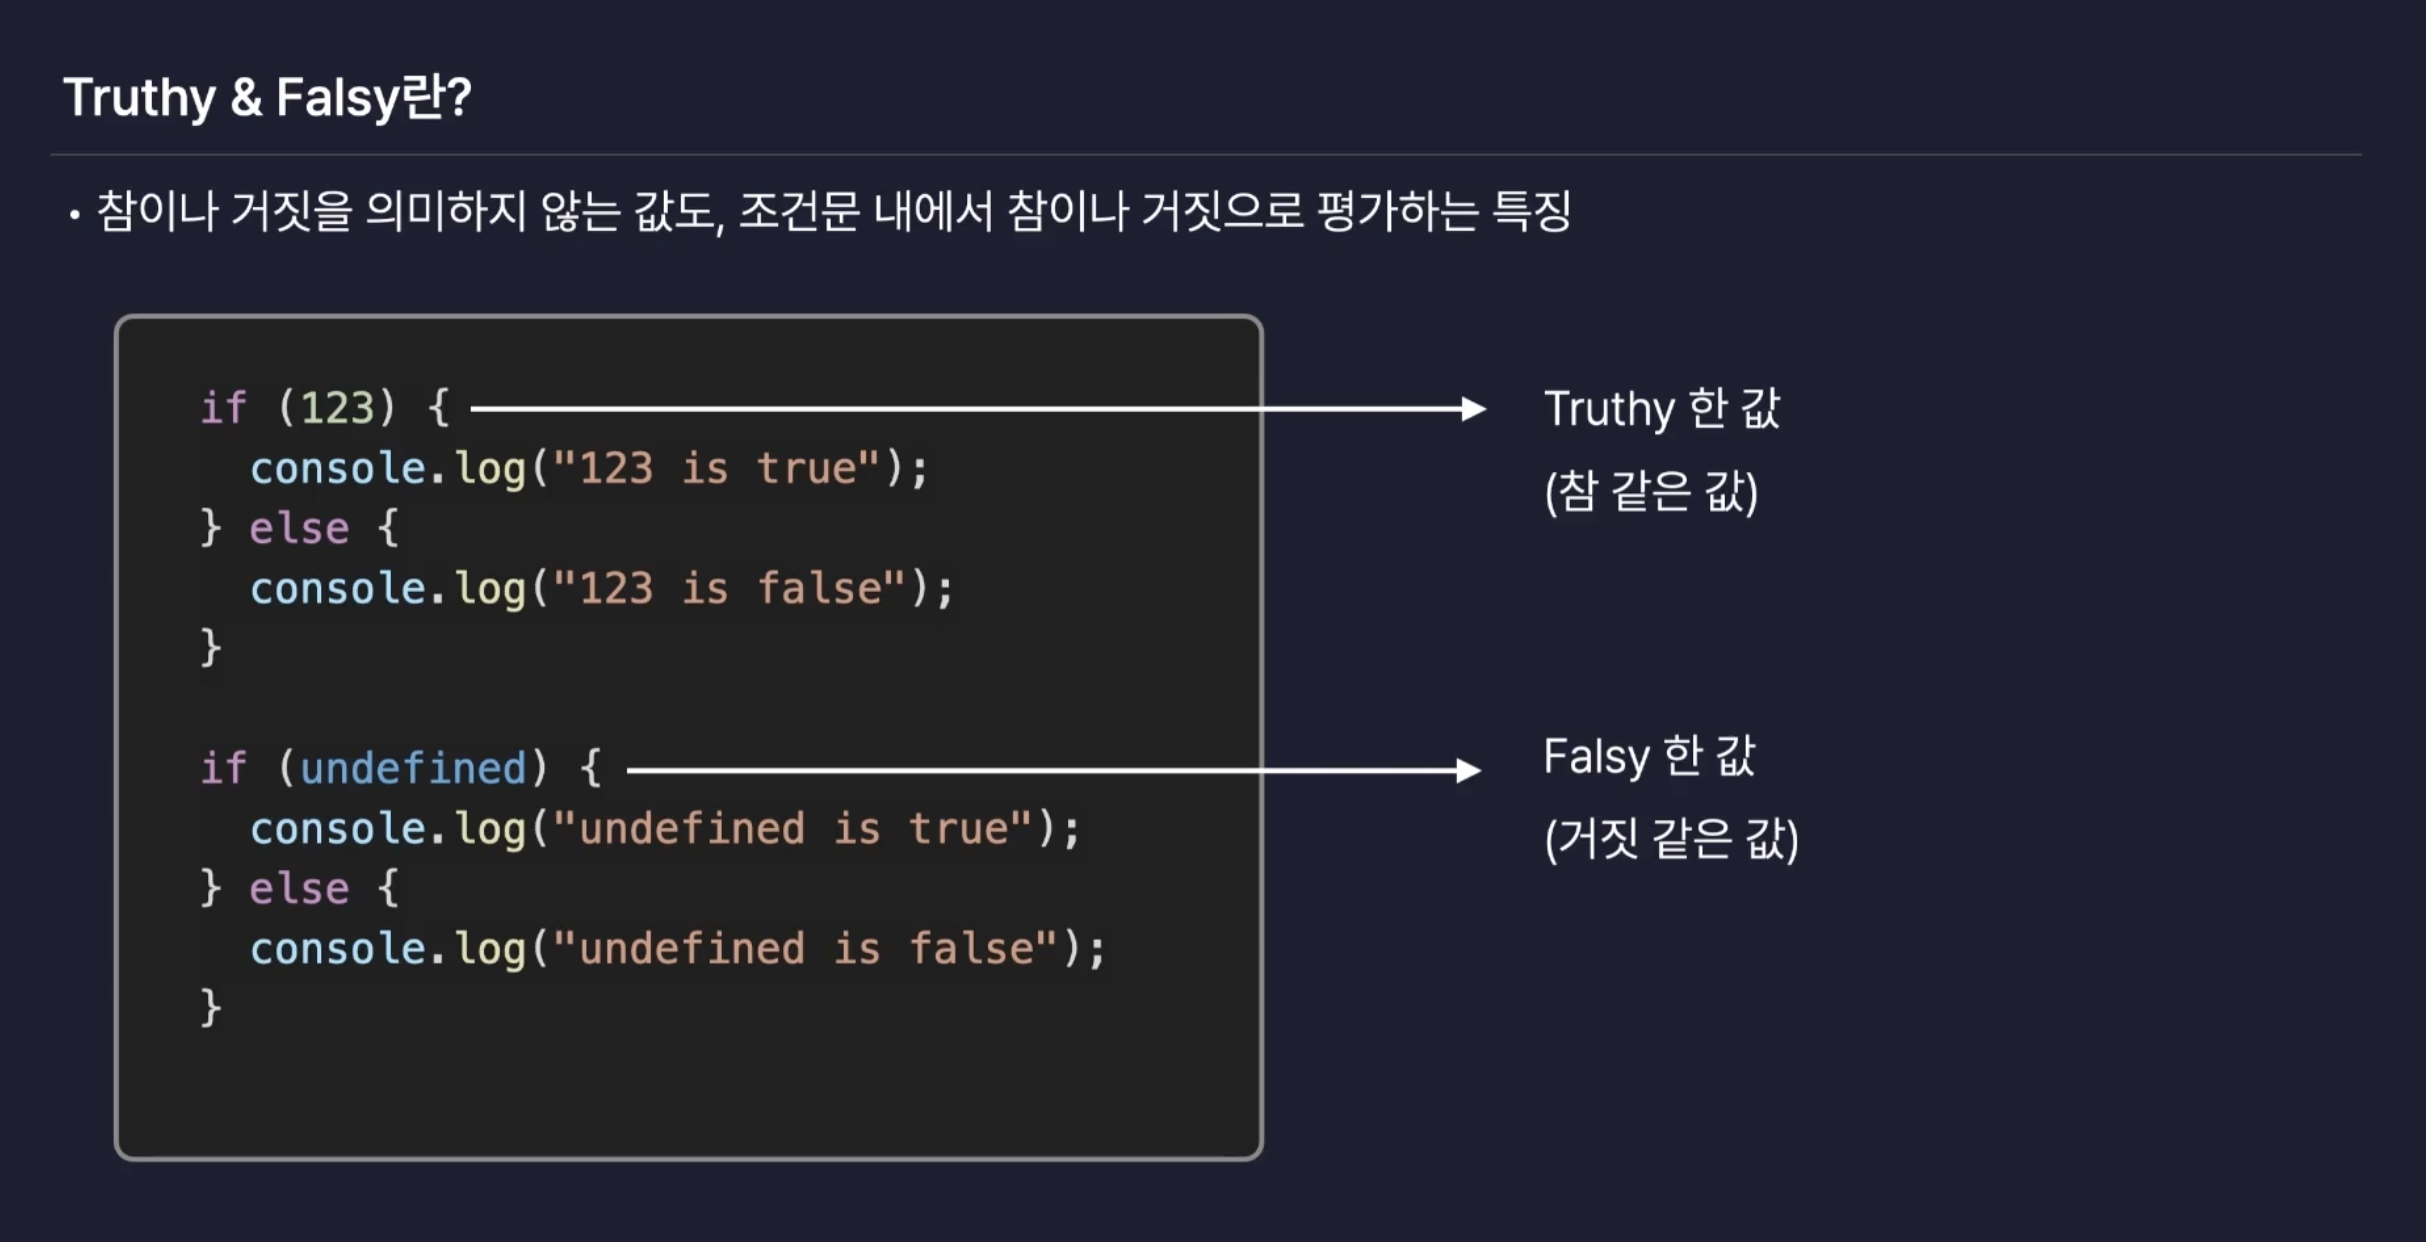 Truthy & Falsy란?
• 참이나 거짓을 의미하지 않는 값도, 조건문 내에서 참이나 거짓으로 평가하는 특징
if (123) {
  console.log("123 is true");
} else {
  console.log("123 is false");
}
Truthy 한 값
(참 같은 값)
if (undefined) {
  console.log("undefined is true");
} else {
  console.log("undefined is false");
}
Falsy 한 값
(거짓 같은 값)